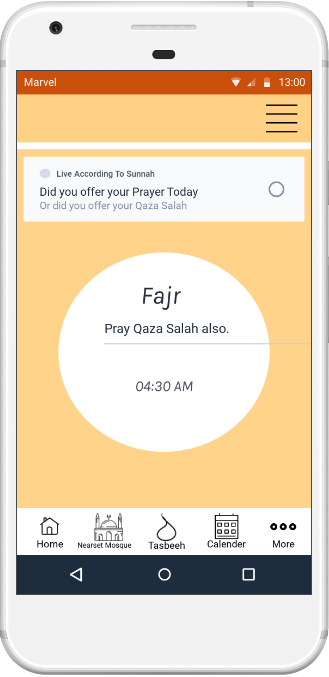 Marvel 13:00
Live According To Sunnah
Did you offer your Prayer Today
Or did you offer your Qaza Salah
Fajr
Pray Qaza Salah also.
04:30 AM
Home Nearset Mosque Tasbeeh Calender More